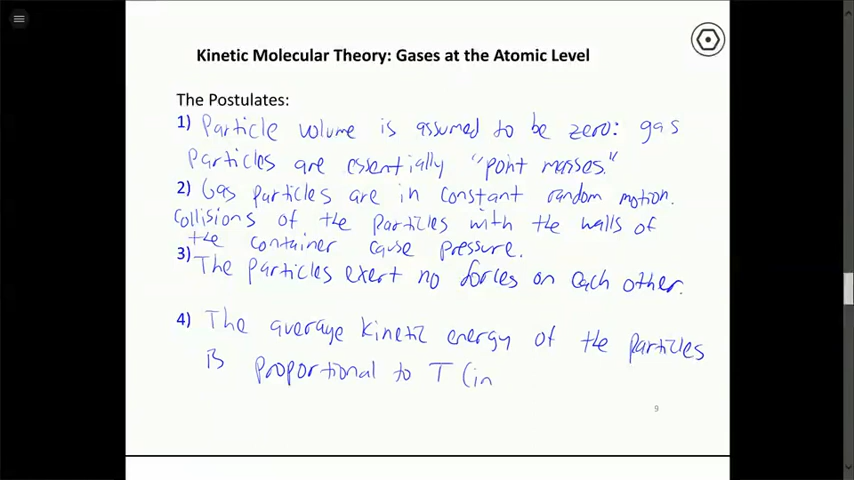 Kinetic Molecular Theory: Gases at the Atomic Level
The Postulates:
1) Particle volume is assumed to be zero: gas
particles are essentially "point masses."
2) Gas particles are in constant random motion.
Collisions of the particles with the walls of
the container cause pressure.
3) The particles exert no forces on each other.
4) The average kinetic energy of the particles
is proportional to T (in
9